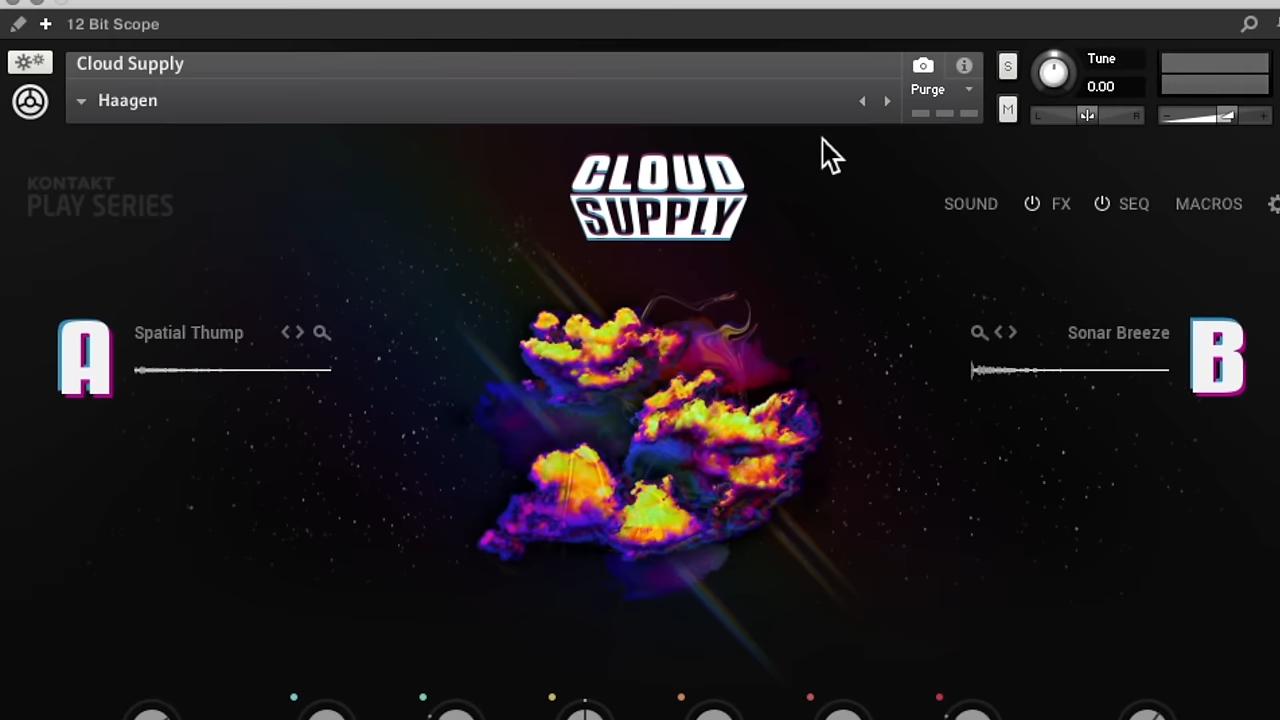 12 Bit Scope
Cloud Supply
Haagen
Purge
S
M
Tune
0.00
L
R
KONTAKT
PLAY SERIES
CLOUD
SUPPLY
SOUND
FX
SEQ
MACROS
A
Spatial Thump
Sonar Breeze
B